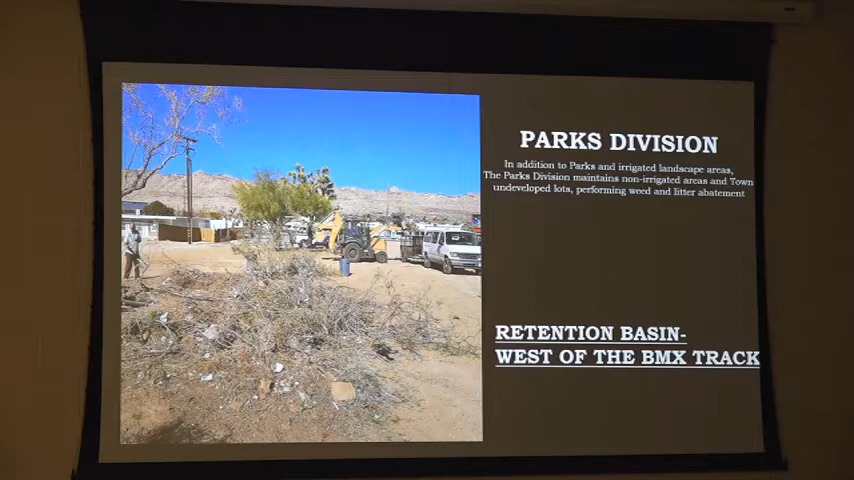 PARKS DIVISION
In addition to Parks and irrigated landscape areas,
The Parks Division maintains non-irrigated areas and Town
undeveloped lots, performing weed and litter abatement
RETENTION BASIN-
WEST OF THE BMX TRACK